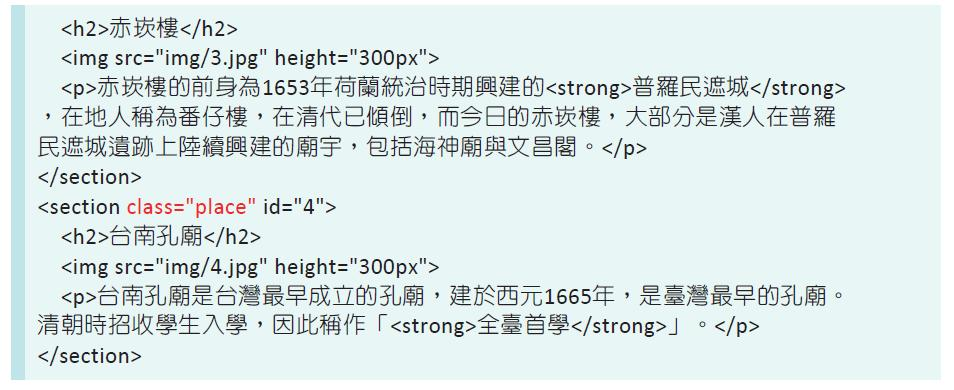 <h2>赤崁樓</h2>
<img src="img/3.jpg" height="300px">
<p>赤崁樓的前身為1653年荷蘭統治時期興建的<strong>普羅民遮城</strong>
，在地人稱為番仔樓，在清代已傾倒，而今日的赤崁樓，大部分是漢人在普羅
民遮城遺跡上陸續興建的廟宇，包括海神廟與文昌閣。</p>
</section>
<section class="place" id="4">
<h2>台南孔廟</h2>
<img src="img/4.jpg" height="300px">
<p>台南孔廟是台灣最早成立的孔廟，建於西元1665年，是臺灣最早的孔廟。
清朝時招收學生入學，因此稱作「<strong>全臺首學</strong>」。</p>
</section>